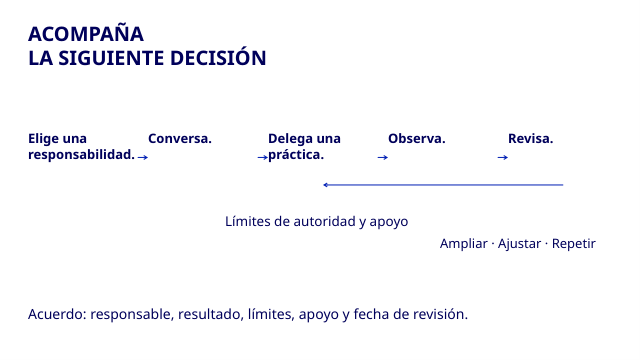 ACOMPAÑA
LA SIGUIENTE DECISIÓN
Elige una
responsabilidad.
Conversa.
Delega una
práctica.
Observa.
Revisa.
Límites de autoridad y apoyo
Ampliar · Ajustar · Repetir
Acuerdo: responsable, resultado, límites, apoyo y fecha de revisión.